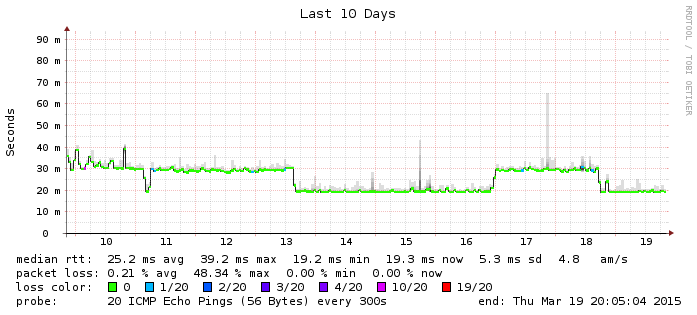 Last 10 Days
RRDTOOL / TOBI OETIKER
Seconds
90 m
80 m
70 m
60 m
50 m
40 m
30 m
20 m
10 m
0
10 11 12 13 14 15 16 17 18 19
median rtt: 25.2 ms avg 39.2 ms max 19.2 ms min 19.3 ms now 5.3 ms sd 4.8 am/s
packet loss: 0.21 % avg 48.34 % max 0.00 % min 0.00 % now
loss color: 0 1/20 2/20 3/20 4/20 10/20 19/20
probe: 20 ICMP Echo Pings (56 Bytes) every 300s end: Thu Mar 19 20:05:04 2015